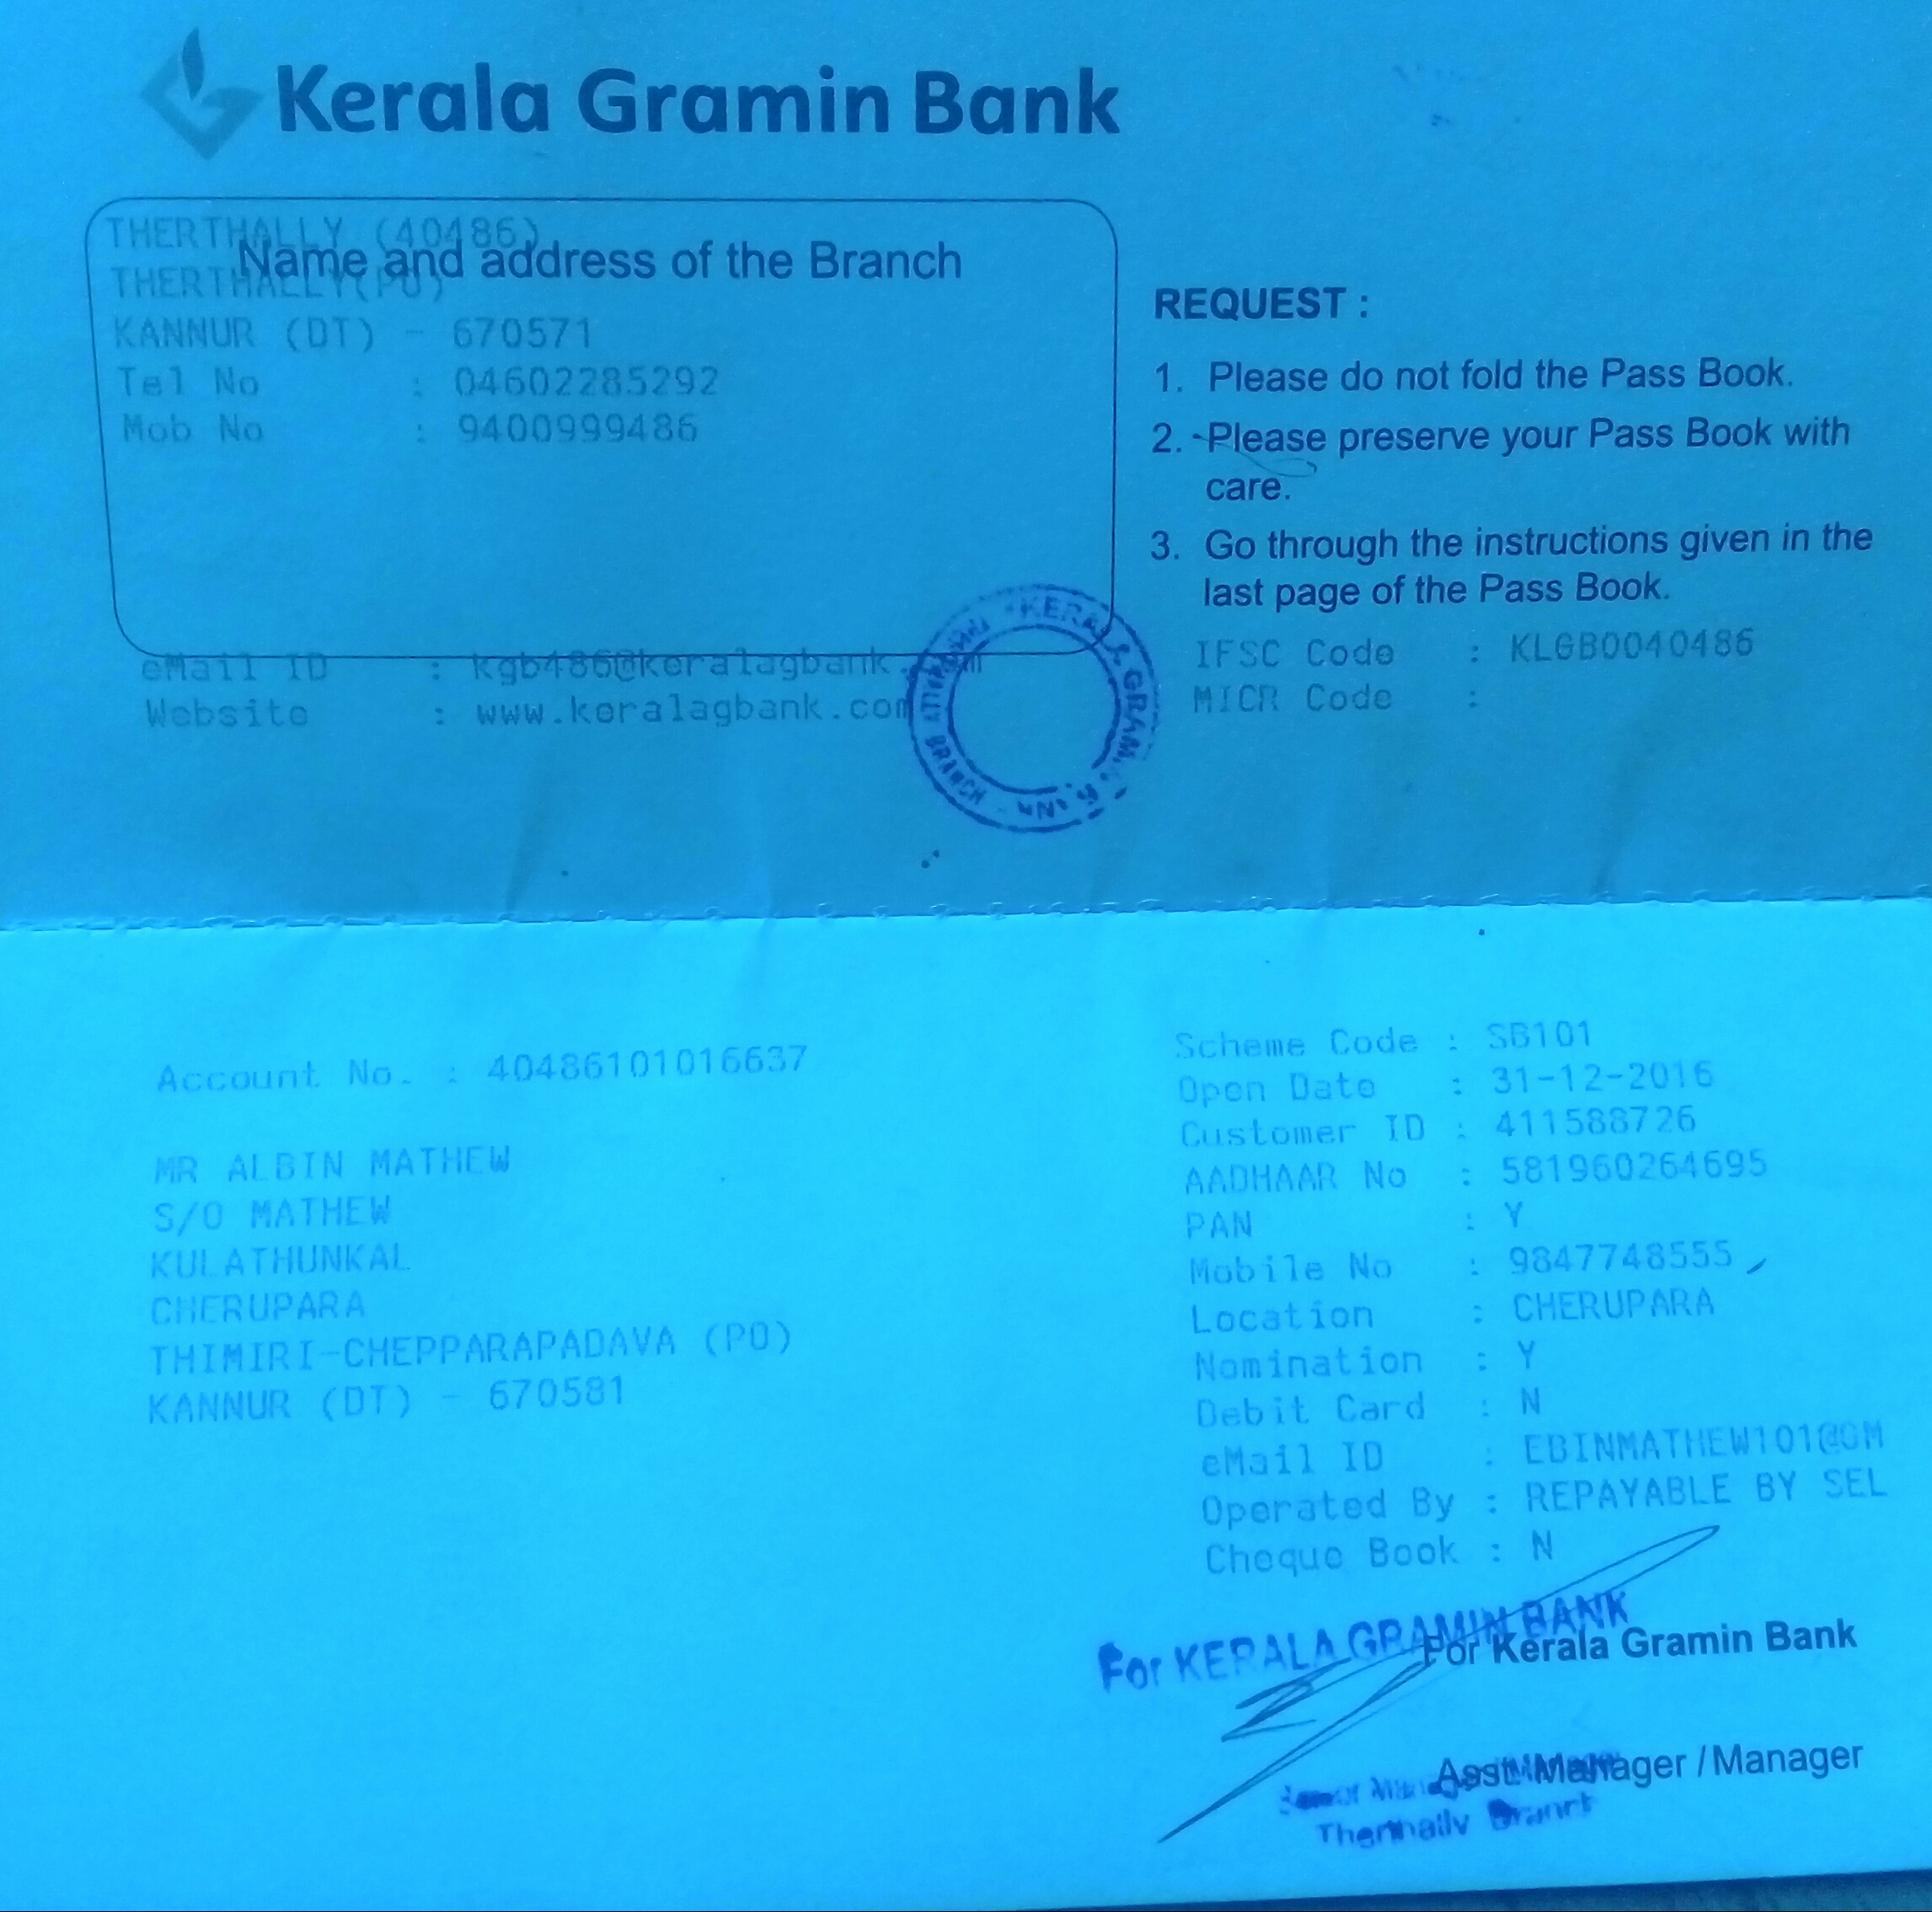 Kerala Gramin Bank
THERTHALLY (40486)
Name and address of the Branch
THERTHALLY(PO)
KANNUR (DT) - 670571
Tel No : 04602285292
Mob No : 9400999486
REQUEST :
1. Please do not fold the Pass Book.
2. Please preserve your Pass Book with
care.
3. Go through the instructions given in the
last page of the Pass Book.
eMail ID : kgb486@keralagbank.com
Website : www.keralagbank.com
IFSC Code : KLGB0040486
MICR Code :
KERALA GRAMIN BANK
BRANCH
Account No. : 40486101016637
MR ALBIN MATHEW
S/O MATHEW
KULATHUNKAL
CHERUPARA
THIMIRI-CHEPPARAPADAVA (PO)
KANNUR (DT) - 670581
Scheme Code : SB101
Open Date : 31-12-2016
Customer ID : 411588726
AADHAAR No : 581960264695
PAN : Y
Mobile No : 9847748555
Location : CHERUPARA
Nomination : Y
Debit Card : N
eMail ID : EBINMATHEW101@GM
Operated By : REPAYABLE BY SEL
Cheque Book : N
For KERALA GRAMIN BANK
For Kerala Gramin Bank
Asst Manager / Manager
Therthally Branch